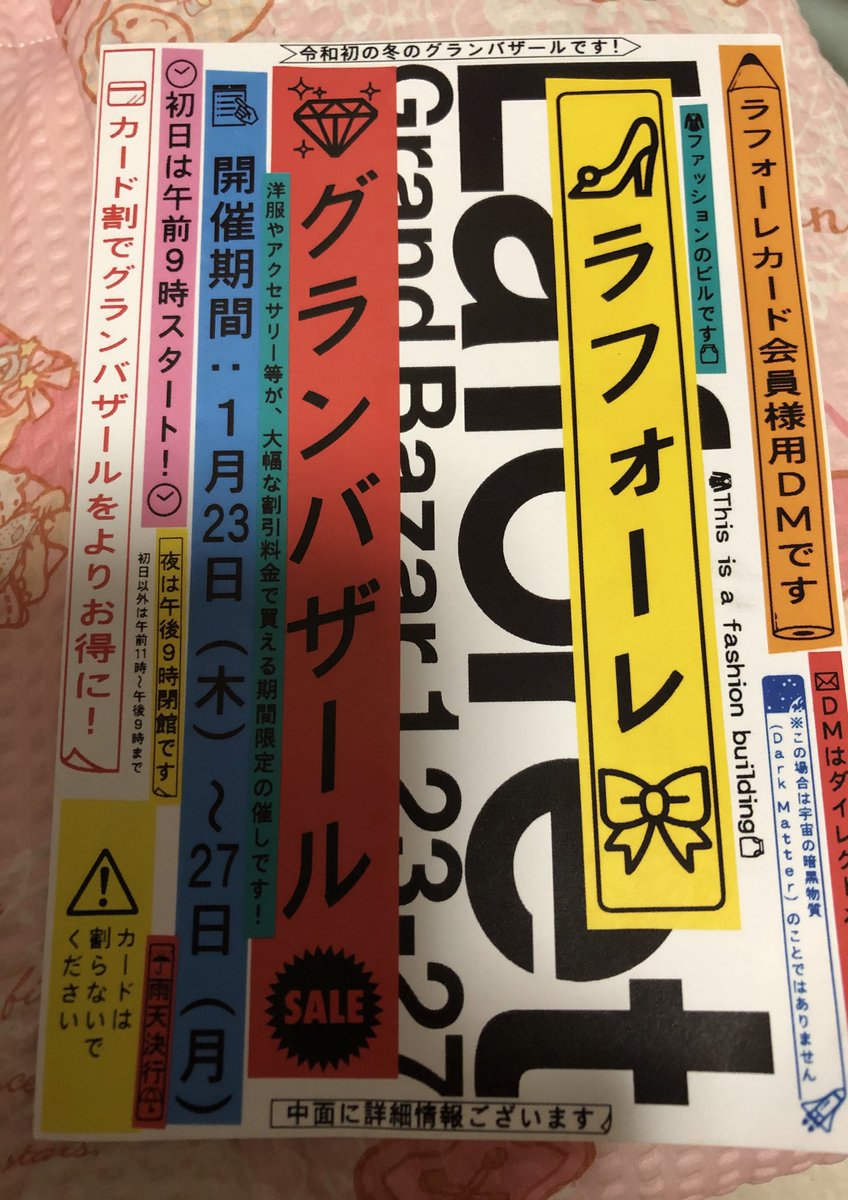 令和初の冬のグランバザールです!
ラフォーレカード会員様用DMです
DMはダイレクト
※この場合は宇宙の暗黒物質
(Dark Matter)のことではありません
ファッションのビルです
This is a fashion building
ラフォーレ
Laforet
Grand Bazar 1.23-27
グランバザール
SALE
洋服やアクセサリー等が、大幅な割引料金で買える期間限定の催しです!
開催期間:1月23日(木)~27日(月)
初日は午前9時スタート!
夜は午後9時閉館です
初日以外は午前11時~午後9時まで
雨天決行
カード割でグランバザールをよりお得に!
カードは
割らないで
ください
中面に詳細情報ございます